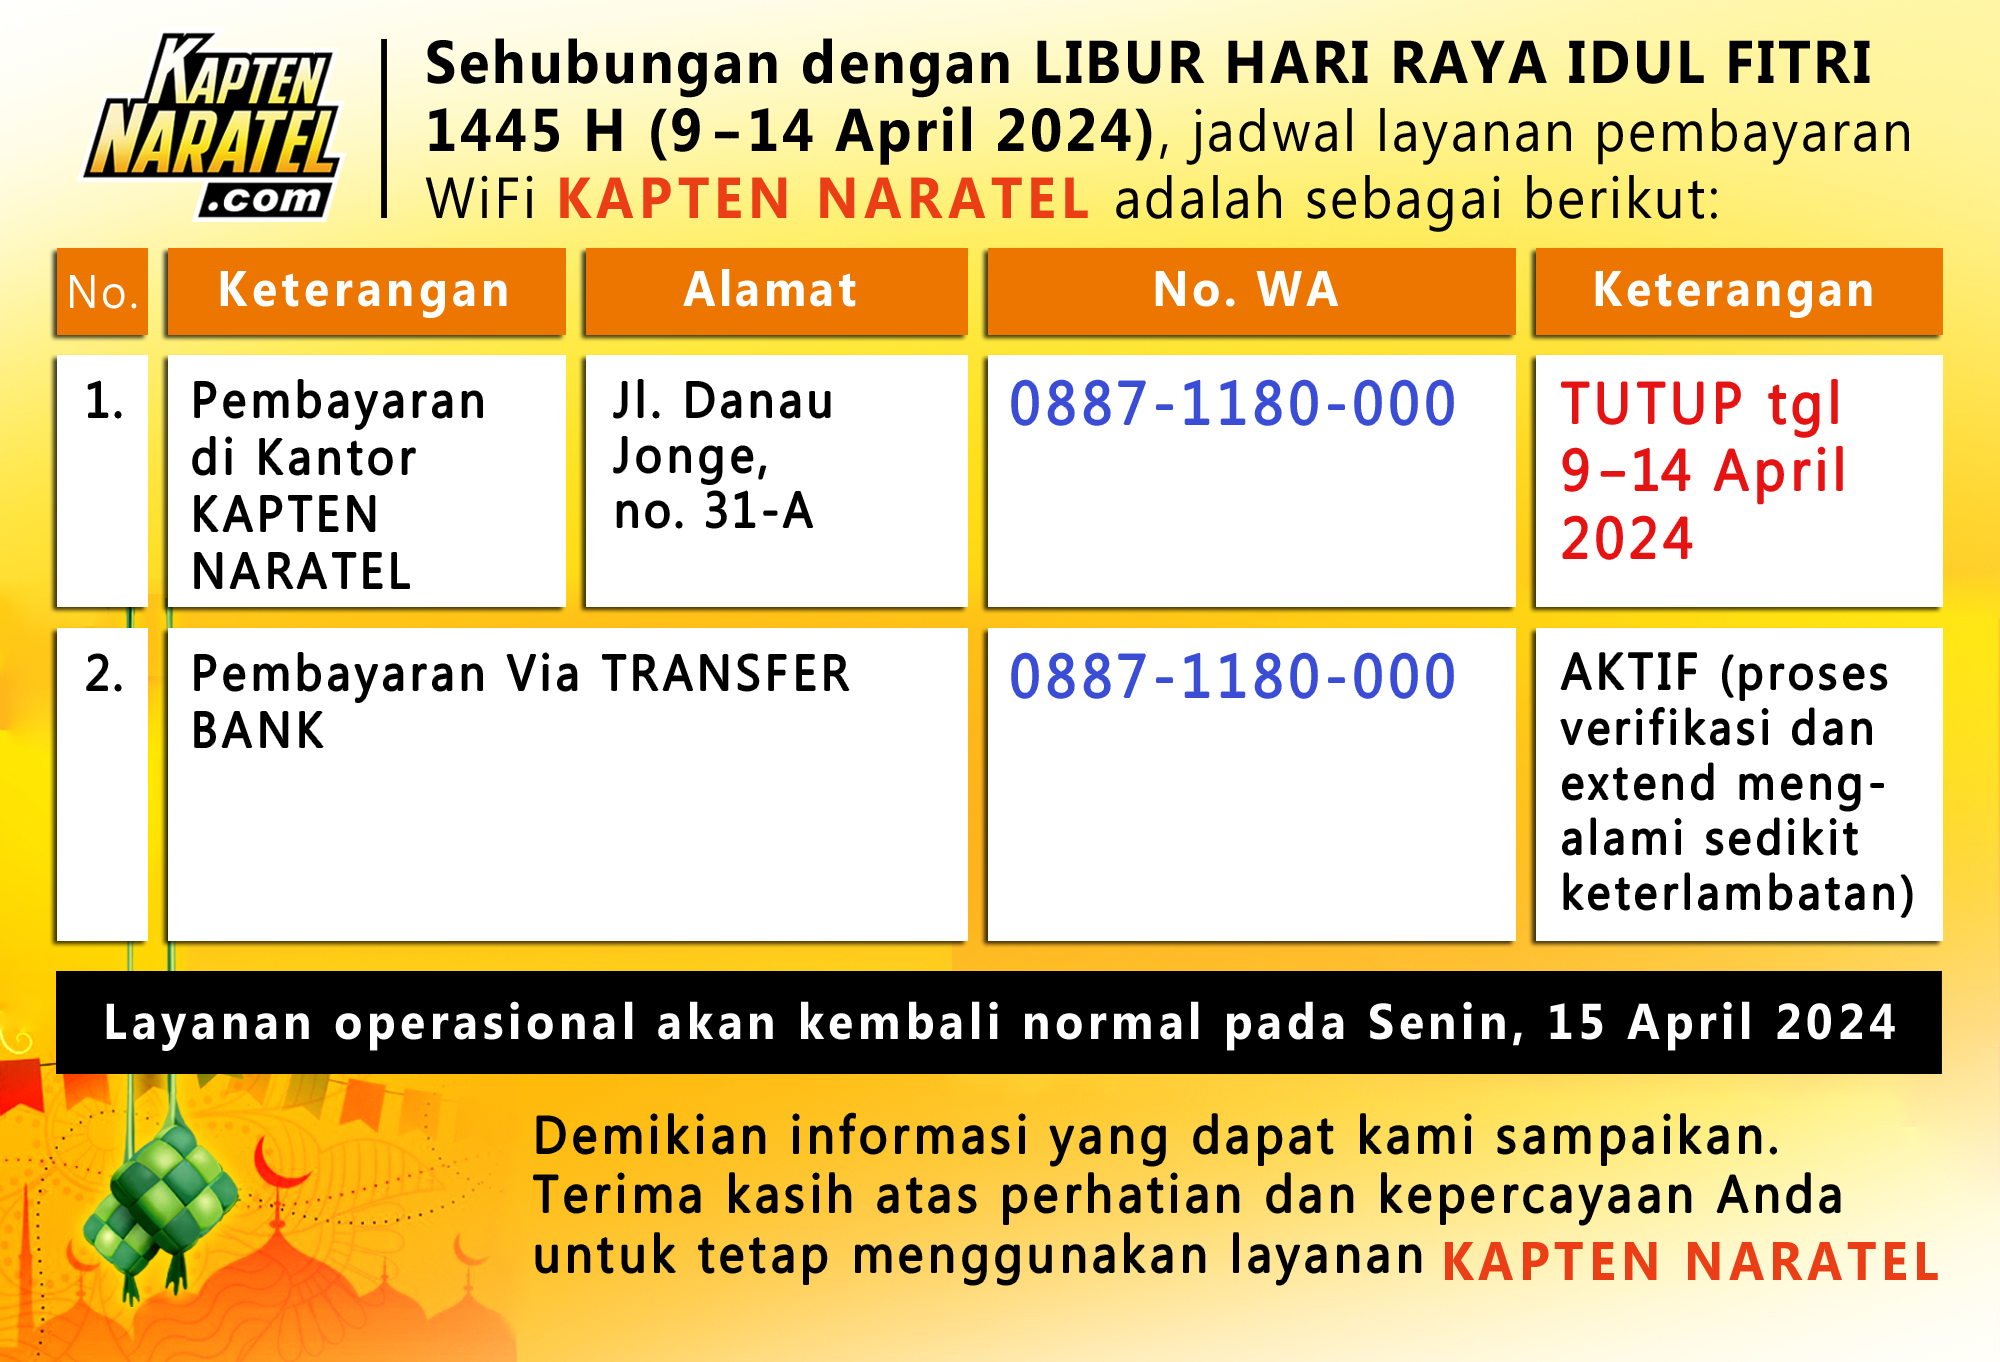 KAPTEN
NARATEL
.com
Sehubungan dengan LIBUR HARI RAYA IDUL FITRI
1445 H (9–14 April 2024), jadwal layanan pembayaran
WiFi KAPTEN NARATEL adalah sebagai berikut:
No. Keterangan Alamat No. WA Keterangan
1.
Pembayaran
di Kantor
KAPTEN
NARATEL
Jl. Danau
Jonge,
no. 31-A
0887-1180-000
TUTUP tgl
9–14 April
2024
2.
Pembayaran Via TRANSFER
BANK
0887-1180-000
AKTIF (proses
verifikasi dan
extend meng-
alami sedikit
keterlambatan)
Layanan operasional akan kembali normal pada Senin, 15 April 2024
Demikian informasi yang dapat kami sampaikan.
Terima kasih atas perhatian dan kepercayaan Anda
untuk tetap menggunakan layanan KAPTEN NARATEL